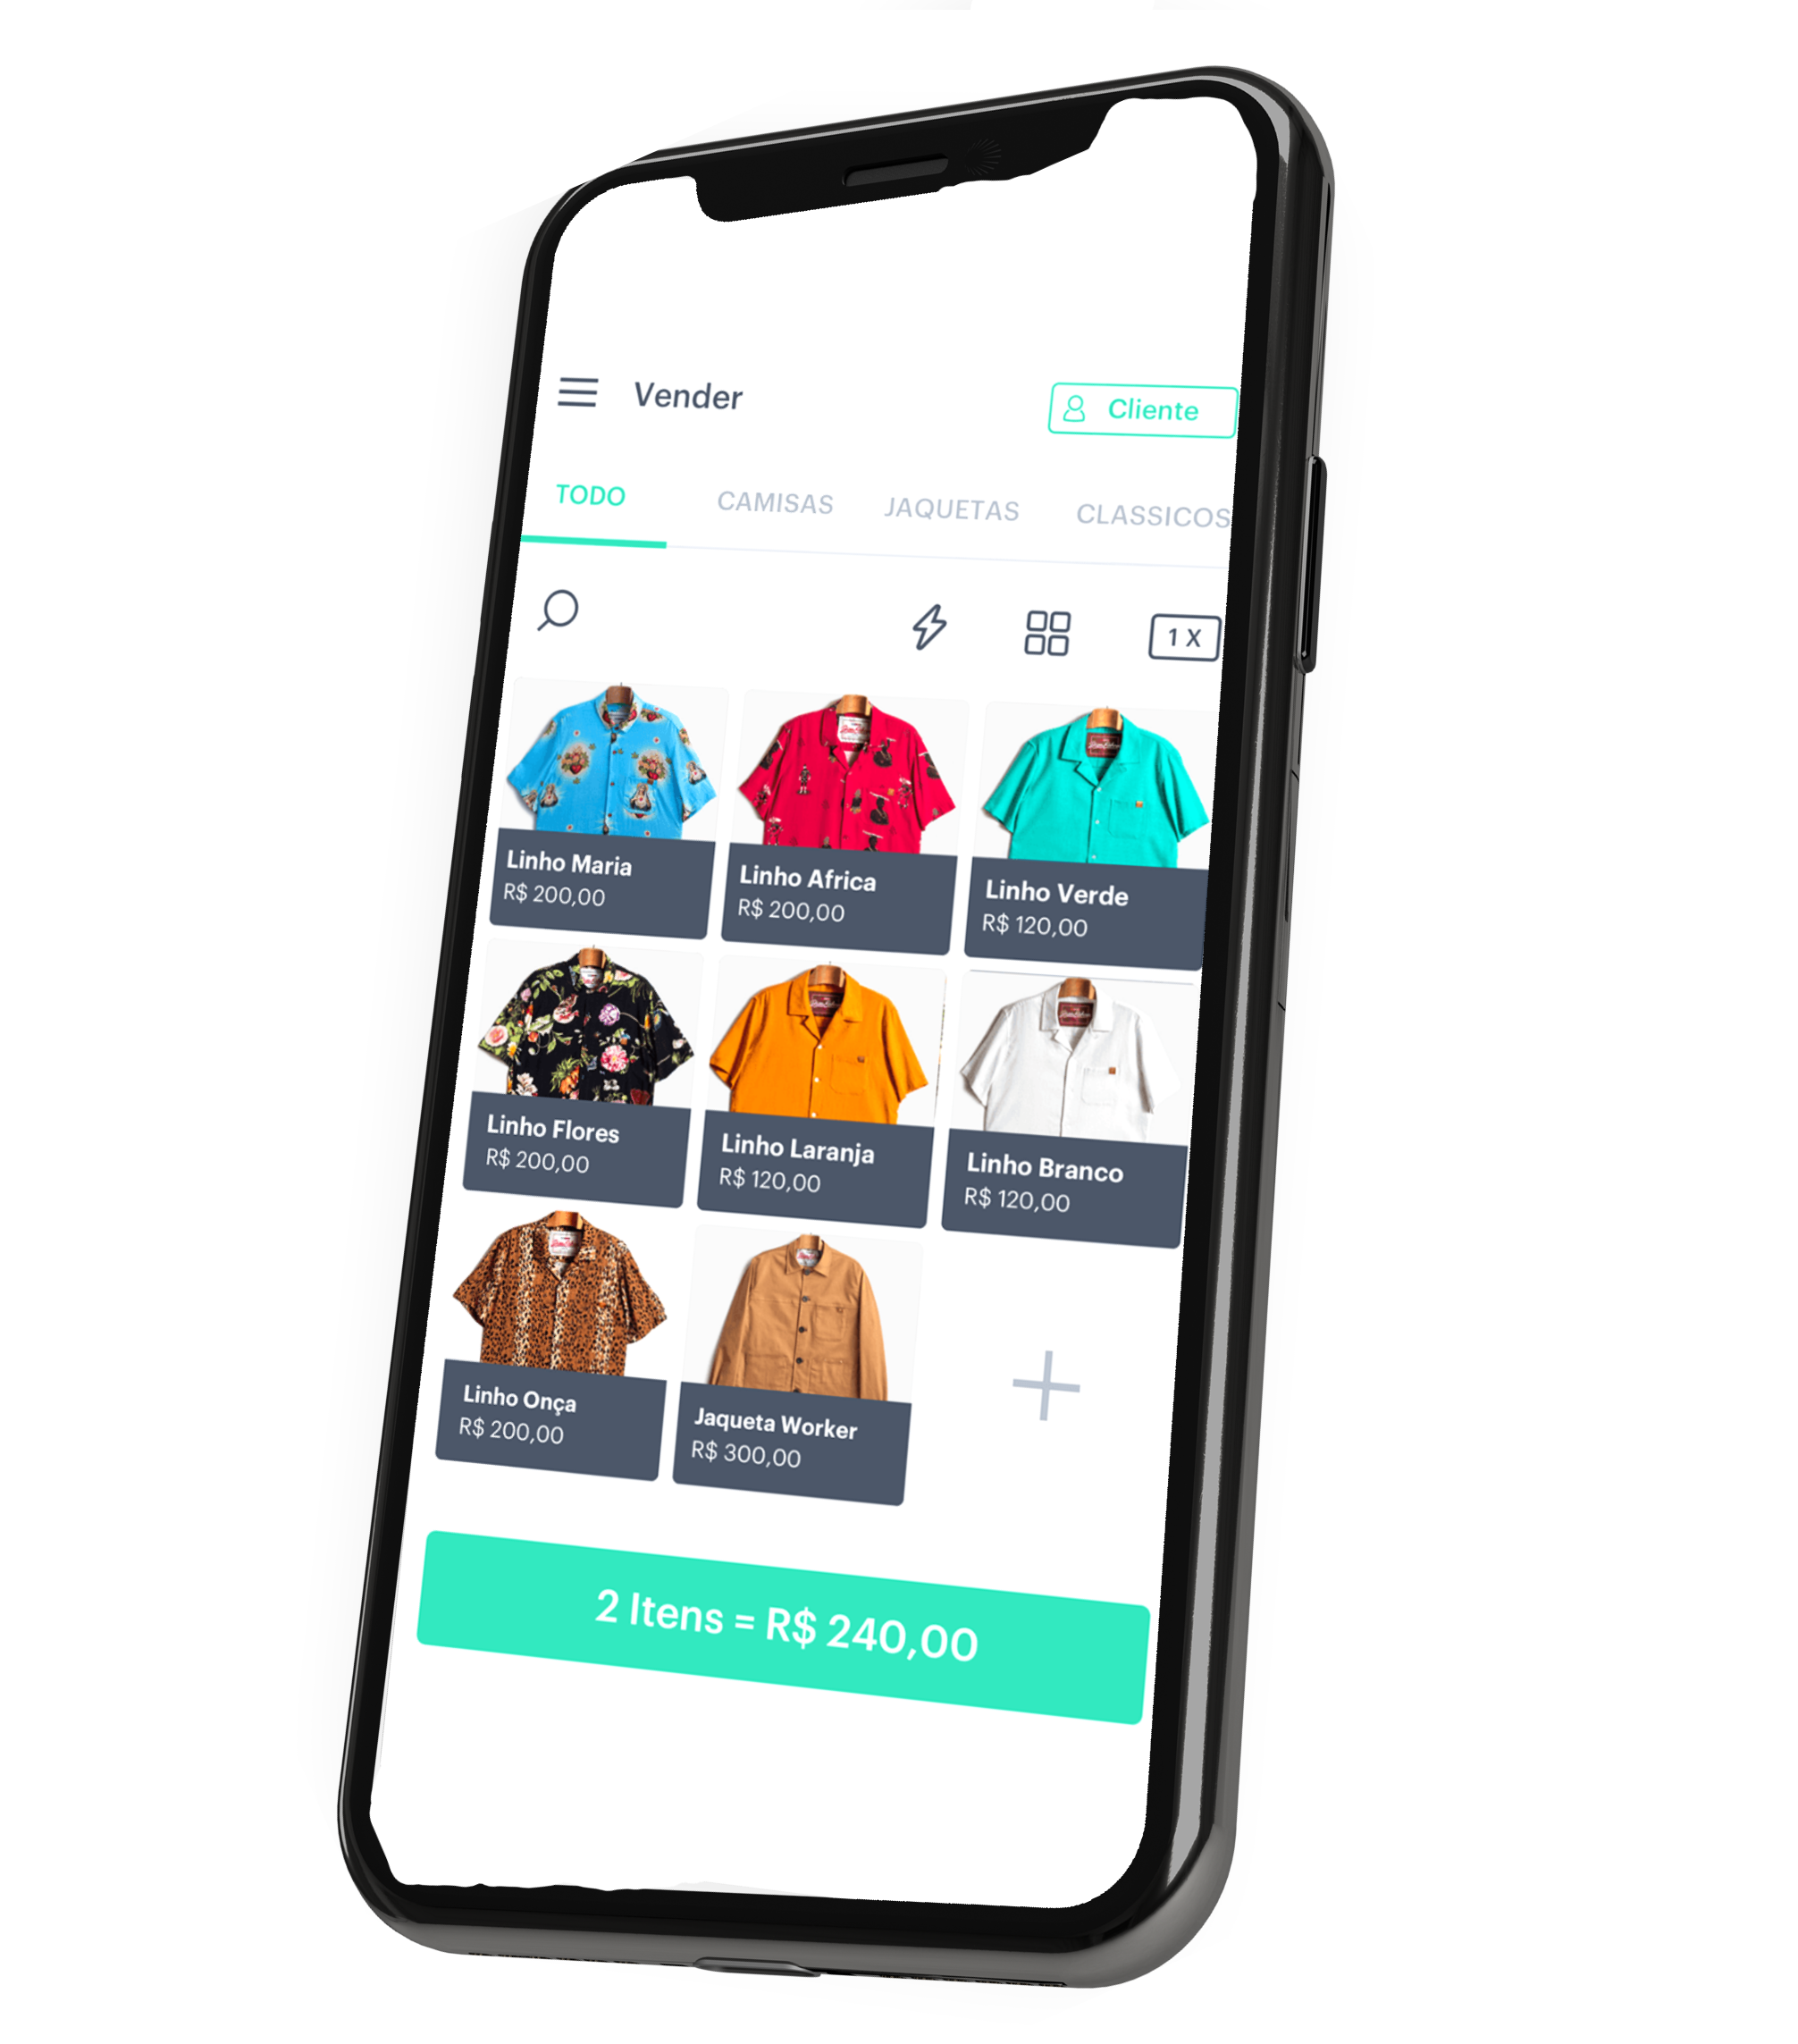 Vender
Cliente
TODO
CAMISAS
JAQUETAS
CLASSICOS
1 X
Linho Maria
R$ 200,00
Linho Africa
R$ 200,00
Linho Verde
R$ 120,00
Linho Flores
R$ 200,00
Linho Laranja
R$ 120,00
Linho Branco
R$ 120,00
Linho Onça
R$ 200,00
Jaqueta Worker
R$ 300,00
2 Itens = R$ 240,00